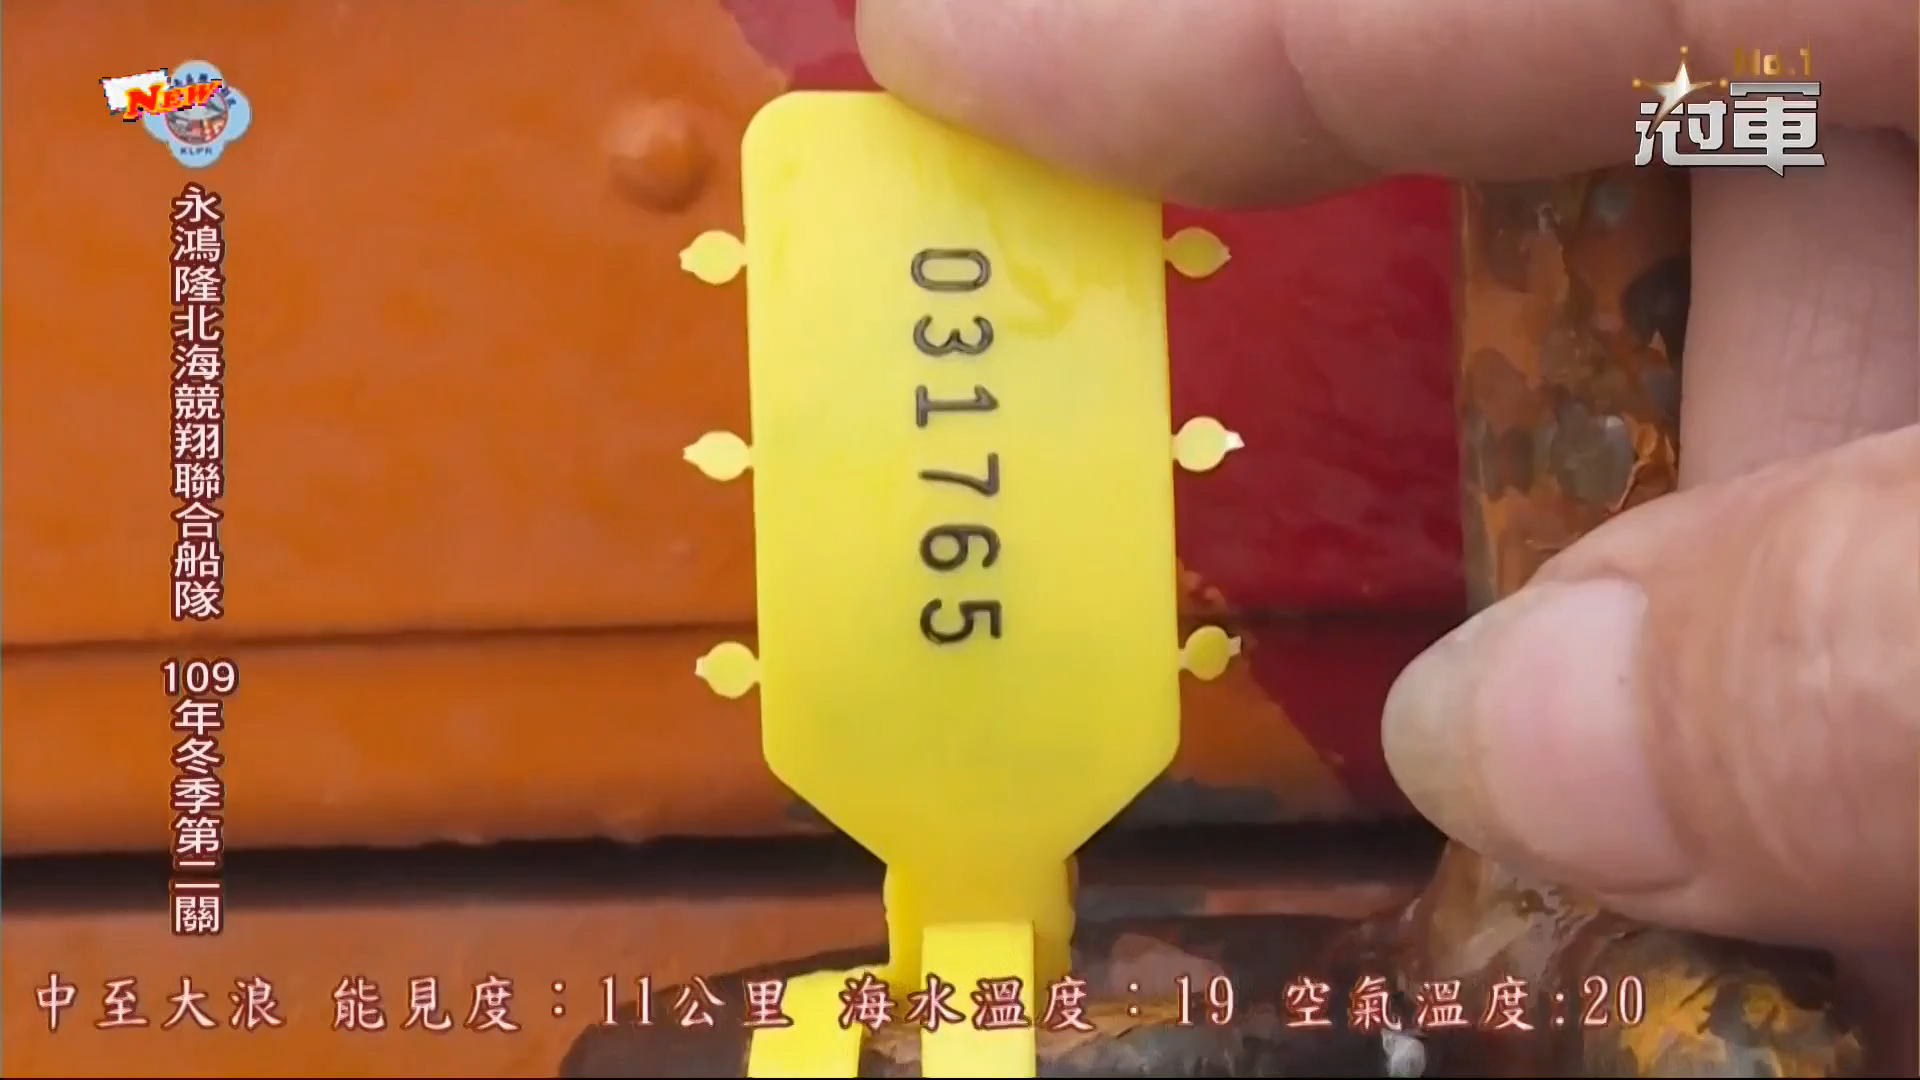 NEW
KLPR
No.1
冠軍
永鴻隆北海競翔聯合船隊 109年冬季第二關
031765
中至大浪 能見度：11公里 海水溫度：19 空氣溫度:20